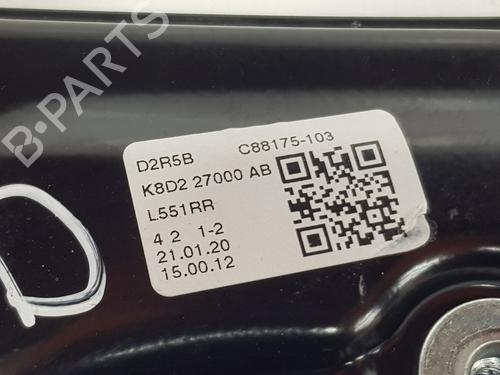 D2R5B C88175-103
K8D2 27000 AB
L551RR
4 2 1-2
21.01.20
15.00.12
B-PARTS
D